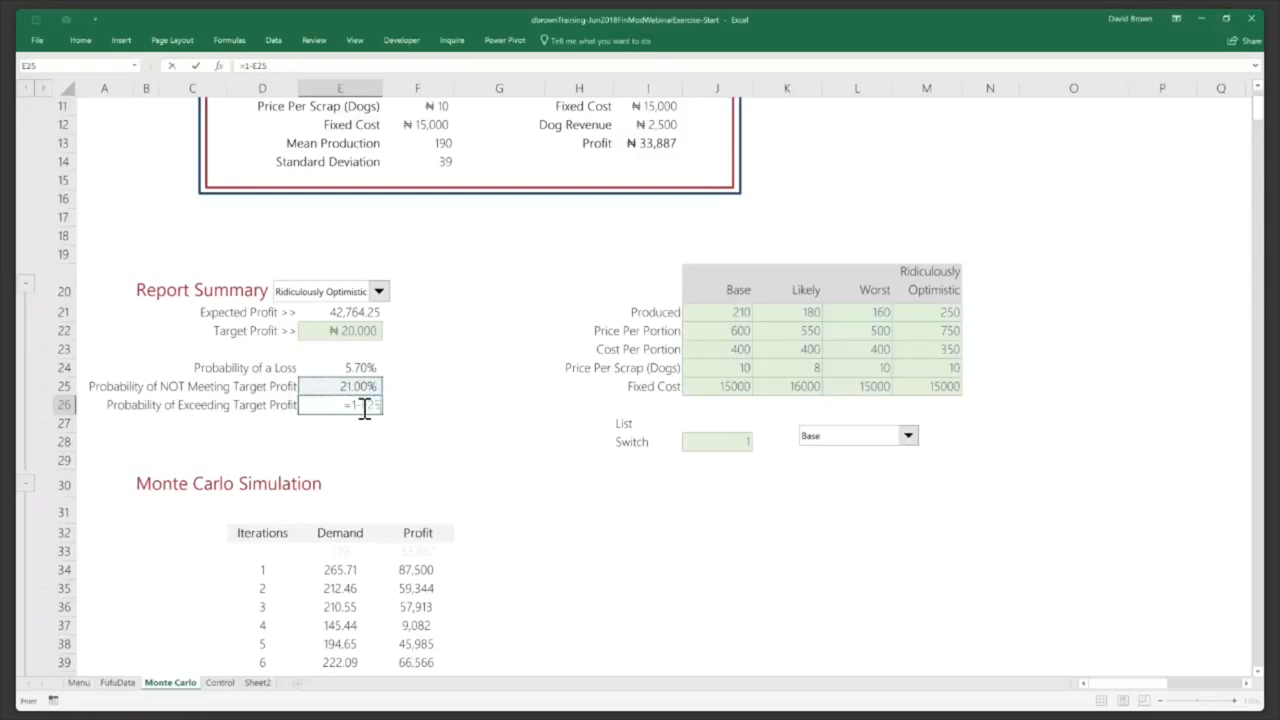 dbrownTraining-Jun2018FinModWebinarExercise-Start - Excel
David Brown
File Home Insert Page Layout Formulas Data Review View Developer Inquire Power Pivot Tell me what you want to do Share
E25 fx =1-E25
A B C D E F G H I J K L M N O P Q
11 Price Per Scrap (Dogs) ₦ 10 Fixed Cost ₦ 15,000
12 Fixed Cost ₦ 15,000 Dog Revenue ₦ 2,500
13 Mean Production 190 Profit ₦ 33,887
14 Standard Deviation 39
15
16
17
18
19
Ridiculously
20 Report Summary Ridiculously Optimistic Base Likely Worst Optimistic
21 Expected Profit >> 42,764.25 Produced 210 180 160 250
22 Target Profit >> ₦ 20,000 Price Per Portion 600 550 500 750
23 Cost Per Portion 400 400 400 350
24 Probability of a Loss 5.70% Price Per Scrap (Dogs) 10 8 10 10
25 Probability of NOT Meeting Target Profit 21.00% Fixed Cost 15000 16000 15000 15000
26 Probability of Exceeding Target Profit =1-E25
27 List
28 Switch 1 Base
29
30 Monte Carlo Simulation
31
32 Iterations Demand Profit
33 179 33,887
34 1 265.71 87,500
35 2 212.46 59,344
36 3 210.55 57,913
37 4 145.44 9,082
38 5 194.65 45,985
39 6 222.09 66,566
Menu FufuData Monte Carlo Control Sheet2
Point